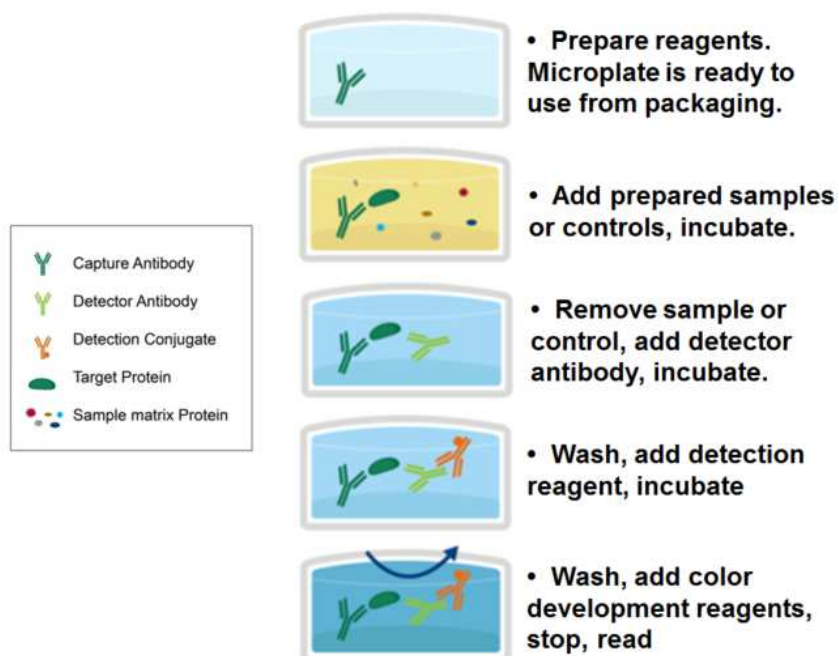 • Prepare reagents.
Microplate is ready to
use from packaging.
• Add prepared samples
or controls, incubate.
Capture Antibody
Detector Antibody
Detection Conjugate
Target Protein
Sample matrix Protein
• Remove sample or
control, add detector
antibody, incubate.
• Wash, add detection
reagent, incubate
• Wash, add color
development reagents,
stop, read